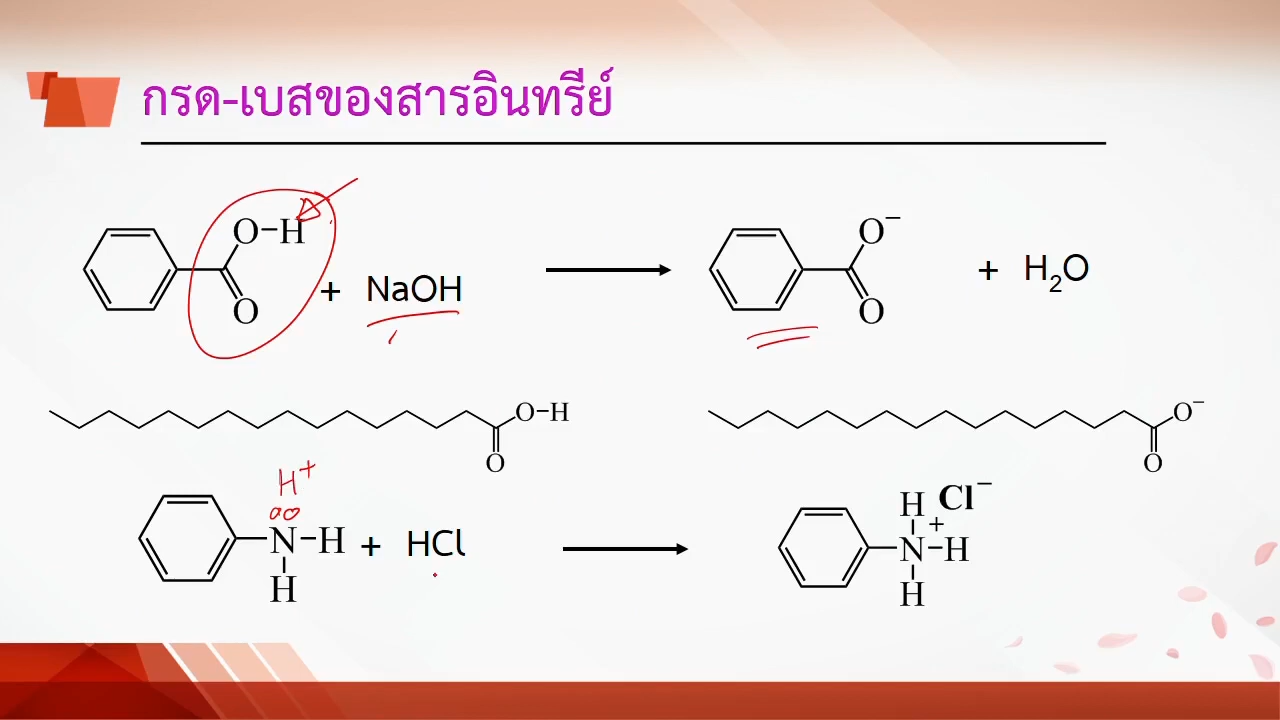 กรด-เบสของสารอินทรีย์
O-H
O
+ NaOH
O⁻
O
+ H₂O
O-H
O
O⁻
O
H⁺
N-H
H
+ HCl
H Cl⁻
N⁺-H
H